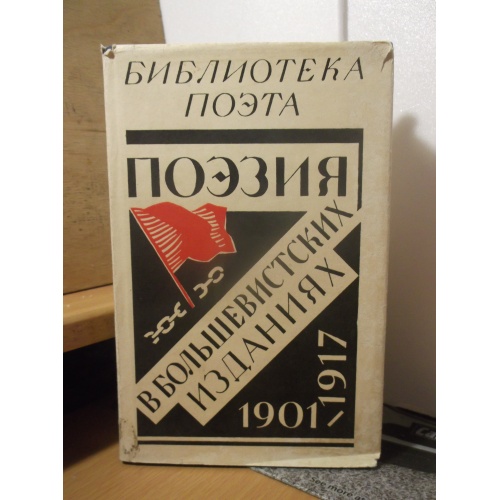 БИБЛИОТЕКА
ПОЭТА
ПОЭЗИЯ
В БОЛЬШЕВИСТСКИХ
ИЗДАНИЯХ
1901/1917